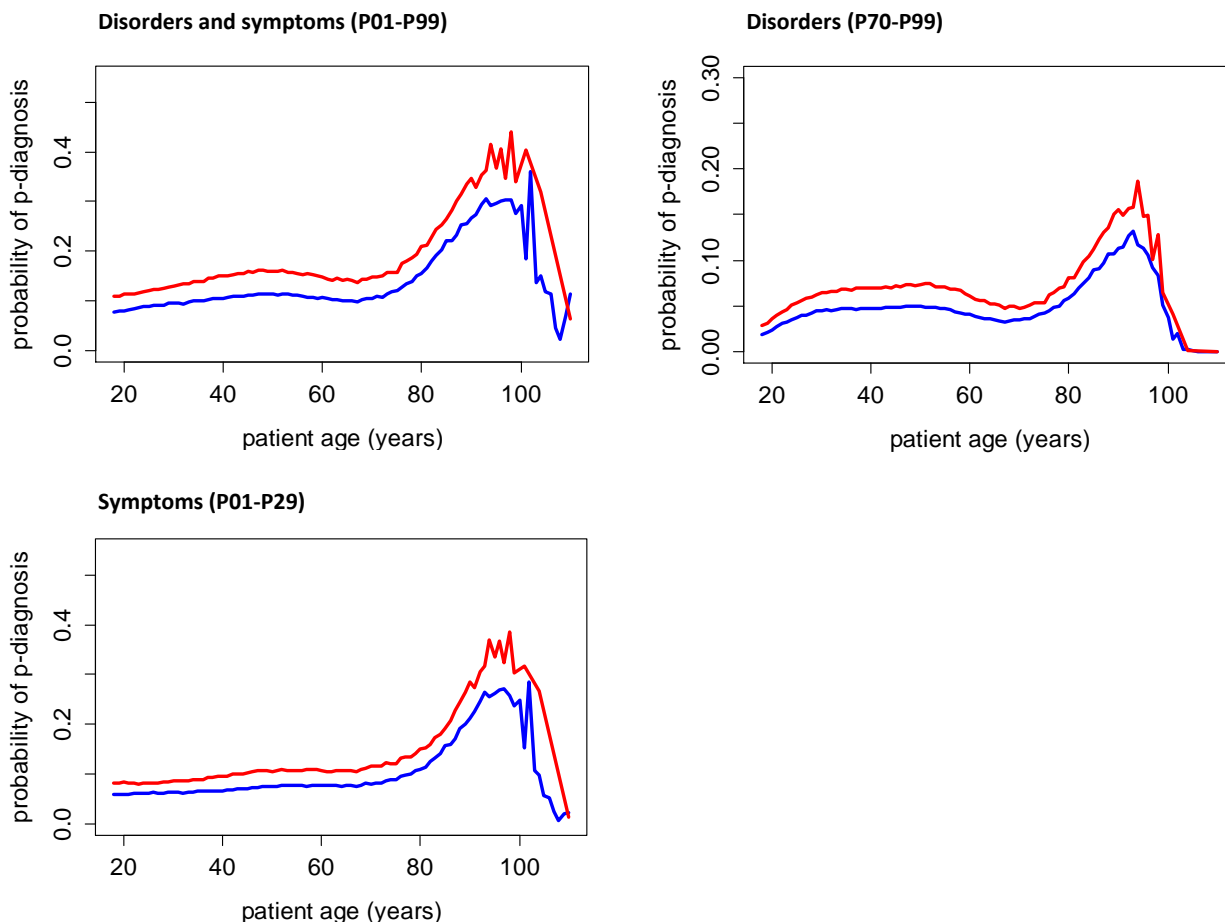 Disorders and symptoms (P01-P99)
probability of p-diagnosis
0.0 0.2 0.4
20 40 60 80 100
patient age (years)
Disorders (P70-P99)
probability of p-diagnosis
0.00 0.10 0.20 0.30
20 40 60 80 100
patient age (years)
Symptoms (P01-P29)
probability of p-diagnosis
0.0 0.2 0.4
20 40 60 80 100
patient age (years)